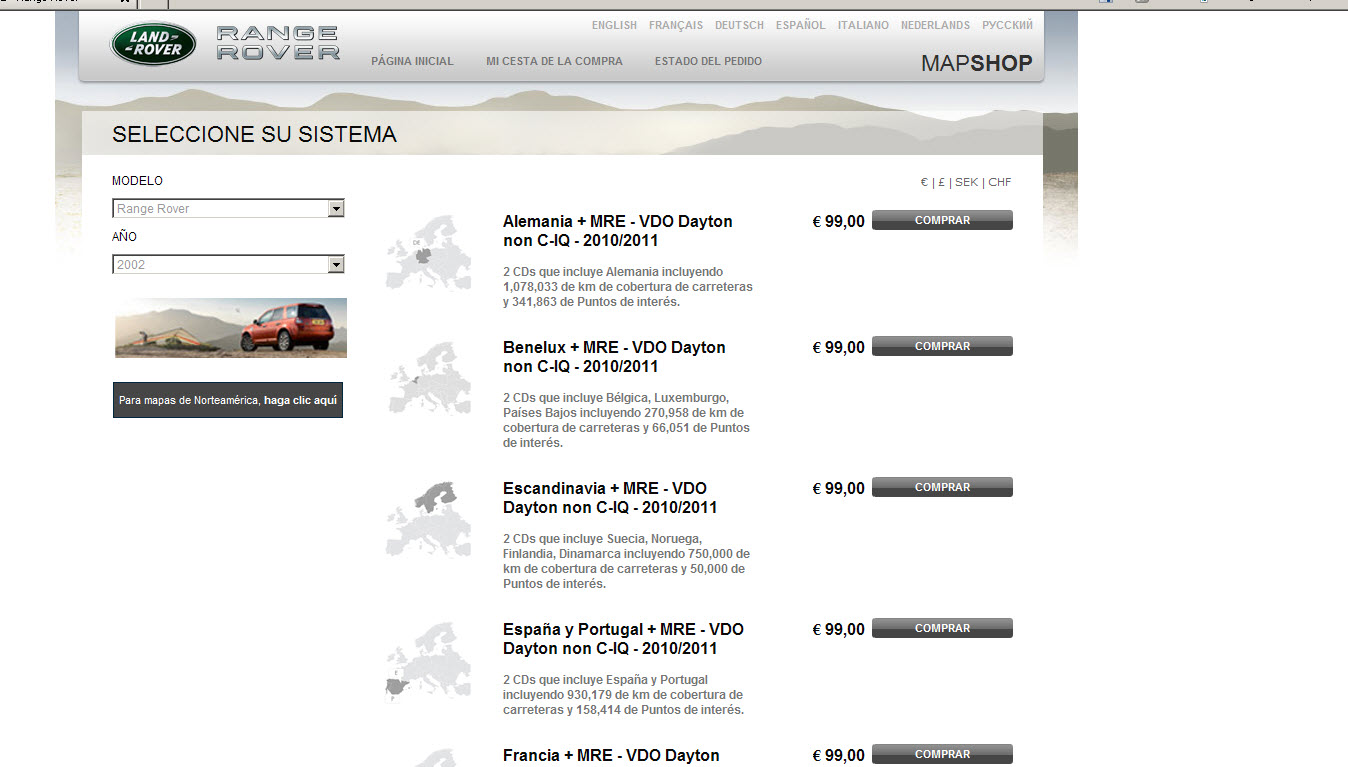 LAND-
-ROVER
RANGE
ROVER
ENGLISH FRANÇAIS DEUTSCH ESPAÑOL ITALIANO NEDERLANDS РУССКИЙ
PÁGINA INICIAL MI CESTA DE LA COMPRA ESTADO DEL PEDIDO
MAPSHOP
SELECCIONE SU SISTEMA
MODELO
Range Rover
AÑO
2002
Para mapas de Norteamérica, haga clic aquí
€ | £ | SEK | CHF
DE
Alemania + MRE - VDO Dayton
non C-IQ - 2010/2011
€ 99,00 COMPRAR
2 CDs que incluye Alemania incluyendo
1,078,033 de km de cobertura de carreteras
y 341,863 de Puntos de interés.
Benelux + MRE - VDO Dayton
non C-IQ - 2010/2011
€ 99,00 COMPRAR
2 CDs que incluye Bélgica, Luxemburgo,
Países Bajos incluyendo 270,958 de km de
cobertura de carreteras y 66,051 de Puntos
de interés.
Escandinavia + MRE - VDO
Dayton non C-IQ - 2010/2011
€ 99,00 COMPRAR
2 CDs que incluye Suecia, Noruega,
Finlandia, Dinamarca incluyendo 750,000 de
km de cobertura de carreteras y 50,000 de
Puntos de interés.
España y Portugal + MRE - VDO
Dayton non C-IQ - 2010/2011
€ 99,00 COMPRAR
2 CDs que incluye España y Portugal
incluyendo 930,179 de km de cobertura de
carreteras y 158,414 de Puntos de interés.
Francia + MRE - VDO Dayton
€ 99,00 COMPRAR